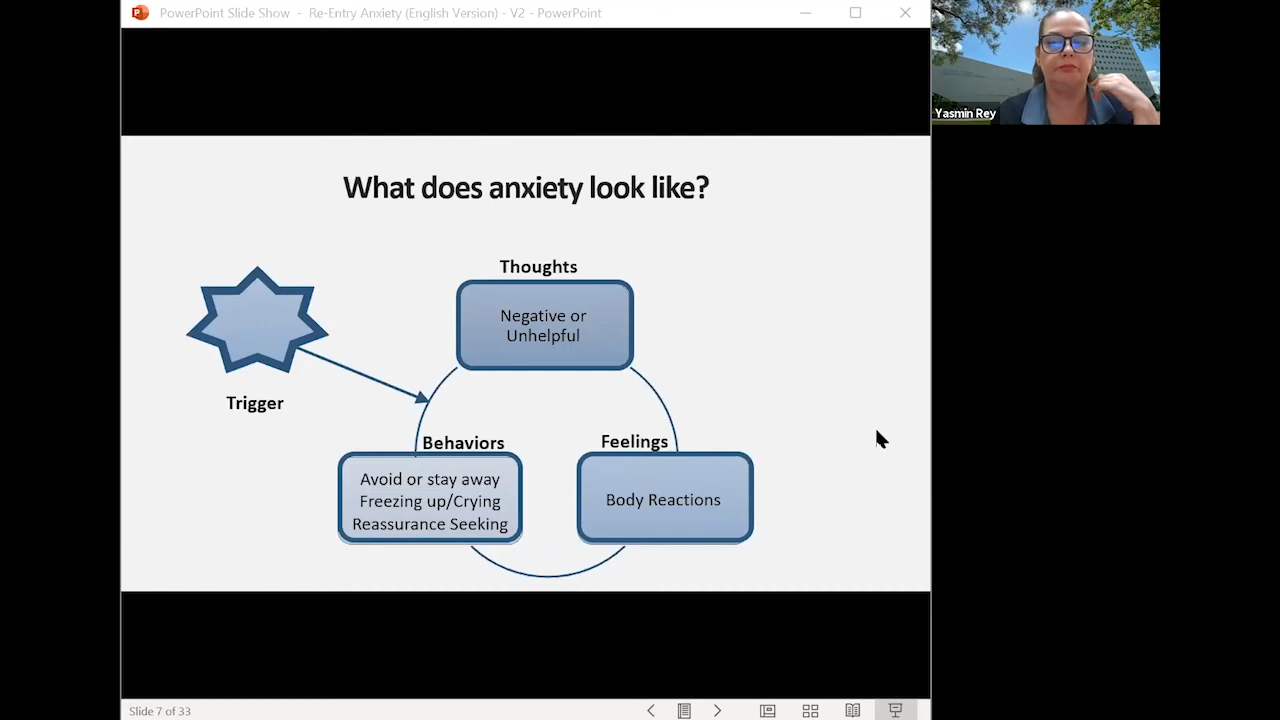 PowerPoint Slide Show - Re-Entry Anxiety (English Version) - V2 - PowerPoint
Yasmin Rey
What does anxiety look like?
Thoughts
Negative or
Unhelpful
Trigger
Behaviors
Avoid or stay away
Freezing up/Crying
Reassurance Seeking
Feelings
Body Reactions
Slide 7 of 33